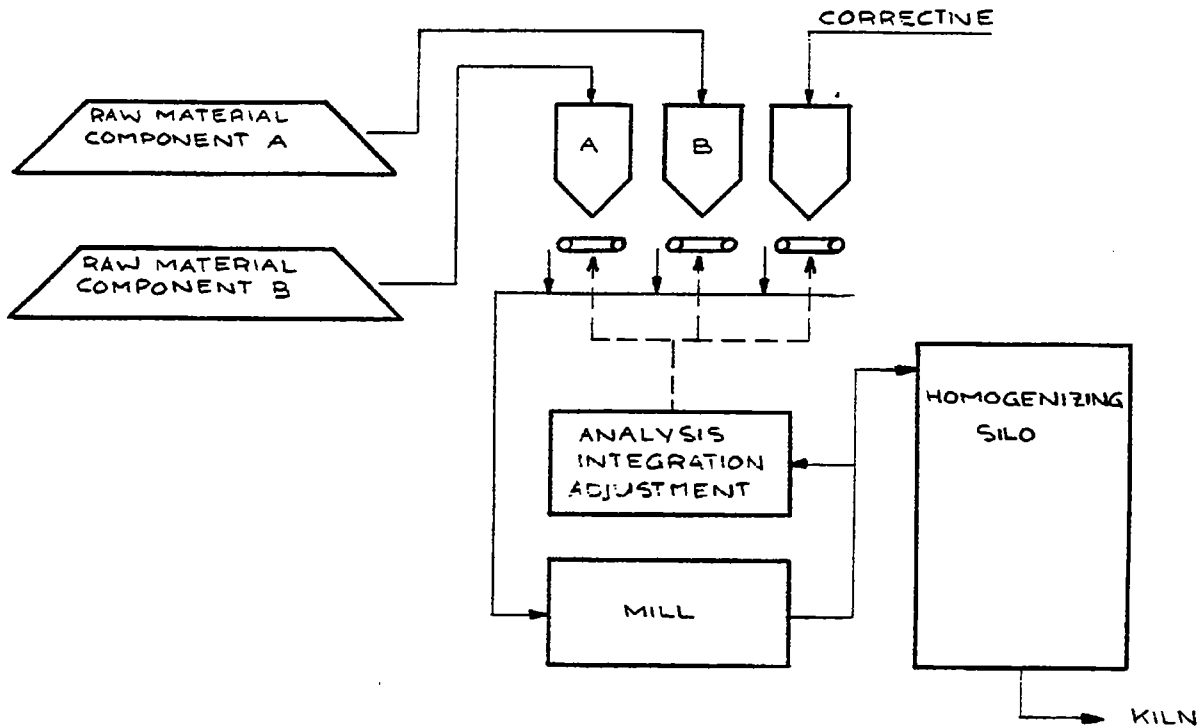 CORRECTIVE
RAW MATERIAL
COMPONENT A
A
B
RAW MATERIAL
COMPONENT B
HOMOGENIZING
SILO
ANALYSIS
INTEGRATION
ADJUSTMENT
MILL
KILN